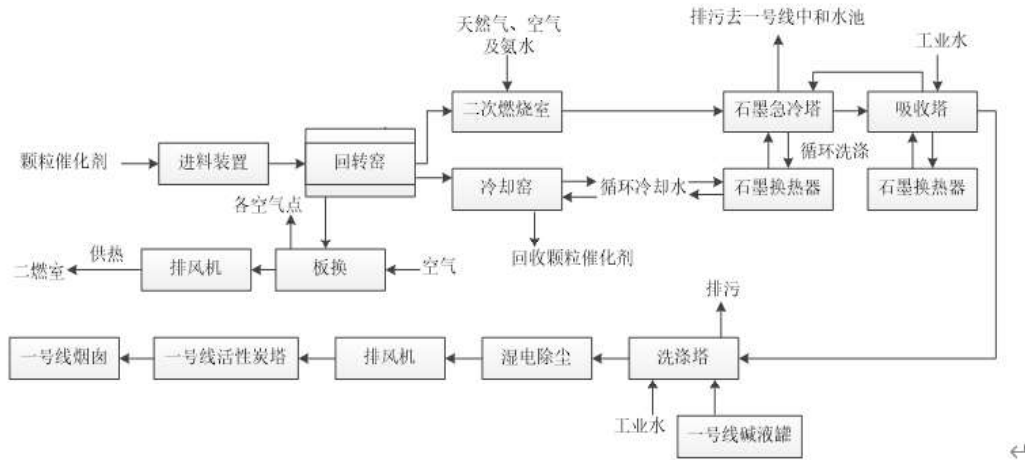 天然气、空气
及氨水
排污去一号线中和水池
工业水
二次燃烧室
石墨急冷塔
吸收塔
颗粒催化剂
进料装置
回转窑
循环洗涤
冷却窑
循环冷却水
石墨换热器
石墨换热器
各空气点
回收颗粒催化剂
二燃室
供热
排风机
板换
空气
排污
一号线烟囱
一号线活性炭塔
排风机
湿电除尘
洗涤塔
工业水
一号线碱液罐